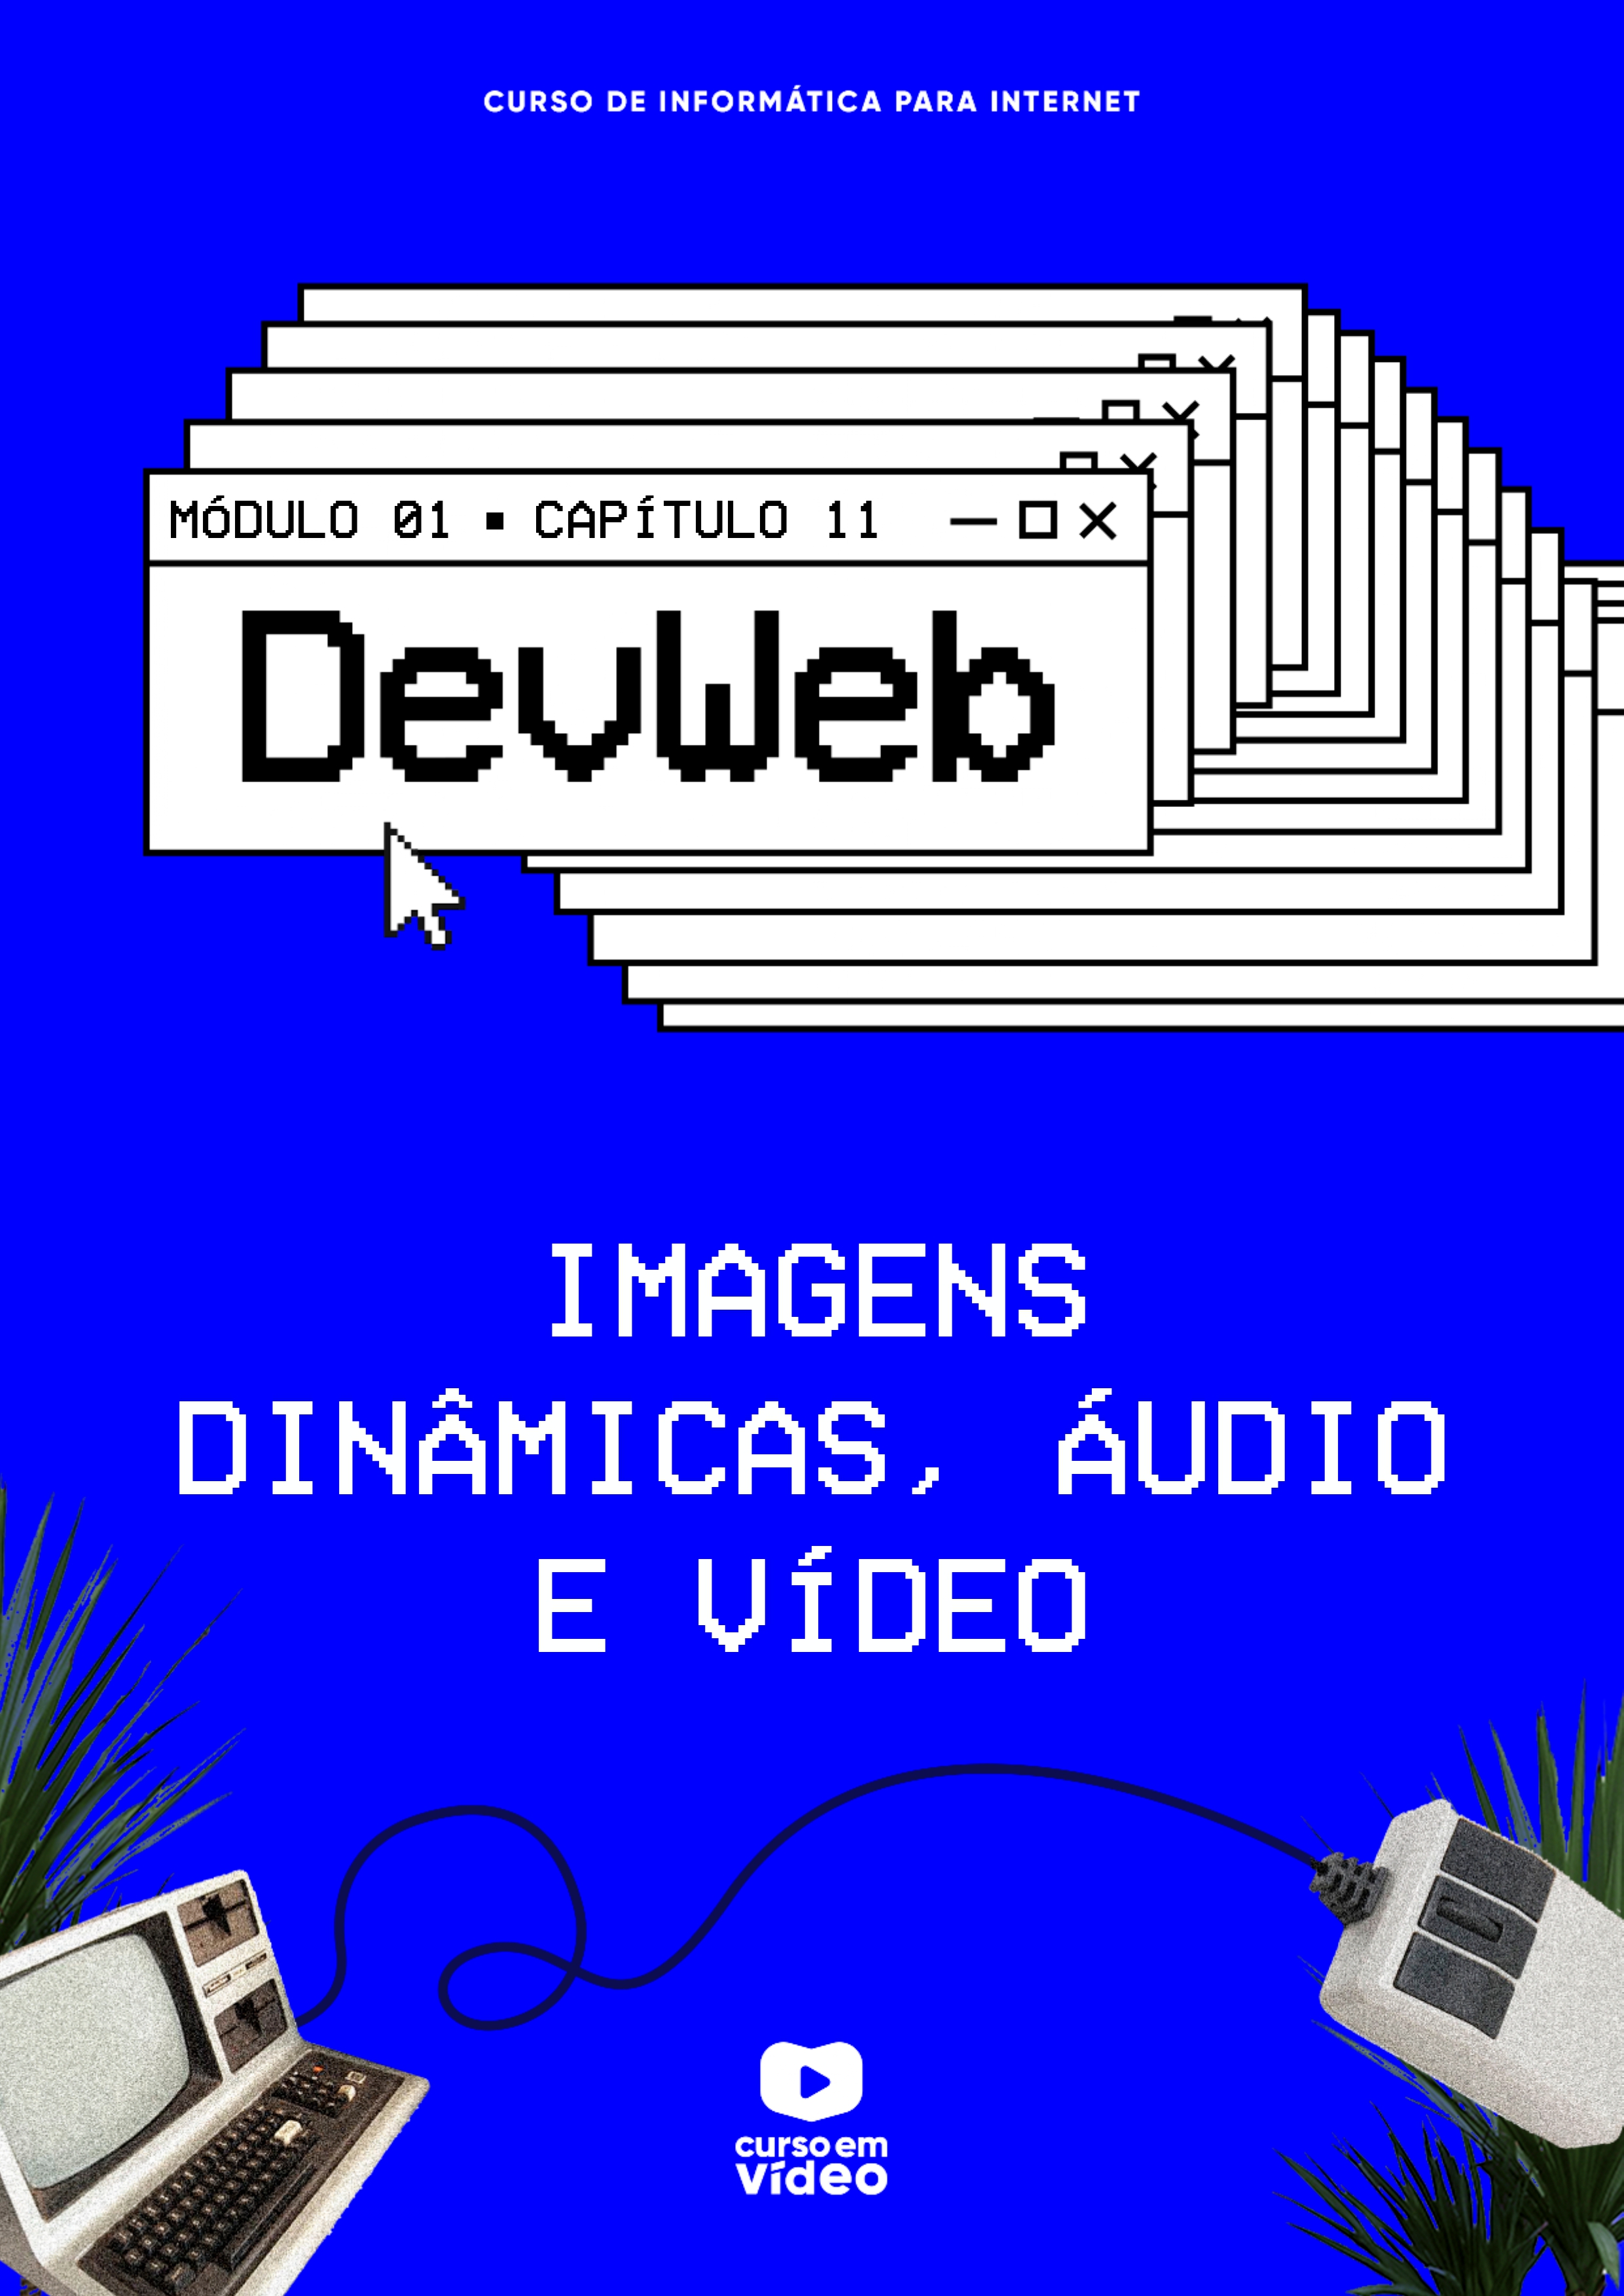 CURSO DE INFORMÁTICA PARA INTERNET
MÓDULO 01 ▪ CAPÍTULO 11
DevWeb
IMAGENS
DINÂMICAS, ÁUDIO
E VÍDEO
curso em
vídeo